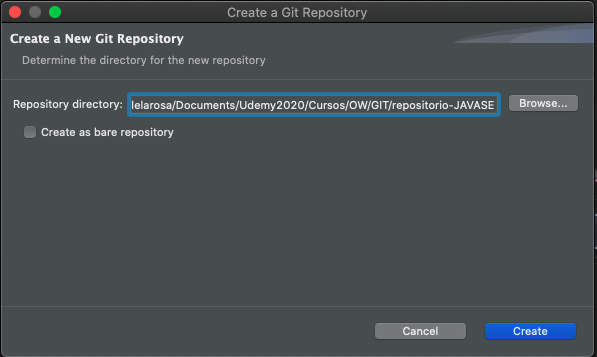 Create a Git Repository
Create a New Git Repository
Determine the directory for the new repository
Repository directory: lelarosa/Documents/Udemy2020/Cursos/OW/GIT/repositorio-JAVASE Browse...
Create as bare repository
Cancel Create